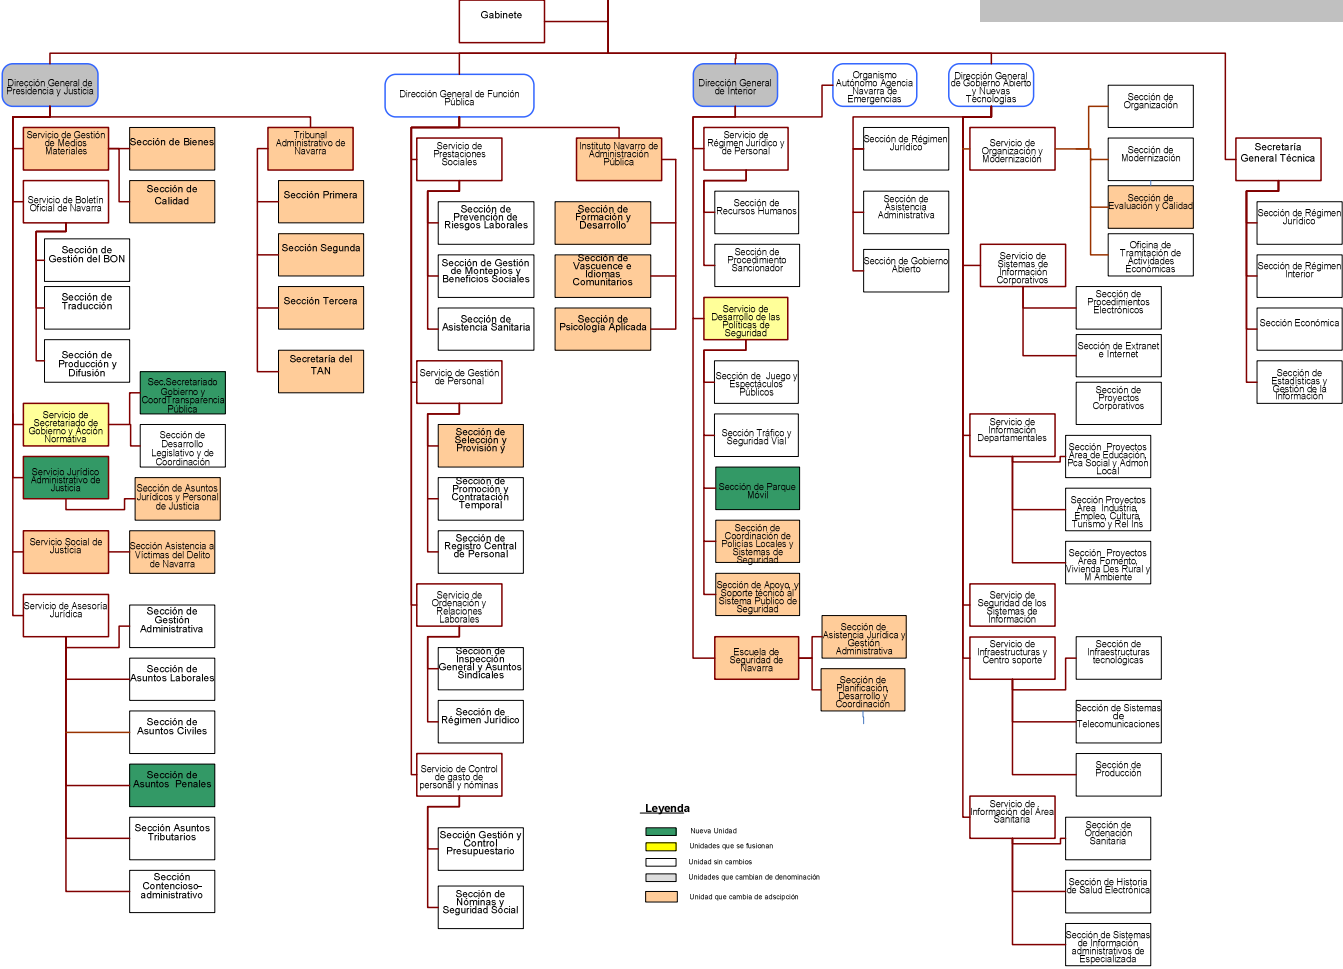 Gabinete
Dirección General de
Presidencia y Justicia
Dirección General de Función
Pública
Dirección General
de Interior
Organismo
Autónomo Agencia
Navarra de
Emergencias
Dirección General
de Gobierno Abierto
y Nuevas
Tecnologías
Servicio de Gestión
de Medios
Materiales
Sección de Bienes
Sección de
Calidad
Servicio de Boletín
Oficial de Navarra
Sección de
Gestión del BON
Sección de
Traducción
Sección de
Producción y
Difusión
Sec.Secretariado
Gobierno y
CoordTransparencia
Pública
Servicio de
Secretariado de
Gobierno y Acción
Normativa
Sección de
Desarrollo
Legislativo y de
Coordinación
Servicio Jurídico
Administrativo de
Justicia
Sección de Asuntos
Jurídicos y Personal
de Justicia
Servicio Social de
Justicia
Sección Asistencia a
Víctimas del Delito
de Navarra
Servicio de Asesoría
Jurídica
Sección de
Gestión
Administrativa
Sección de
Asuntos Laborales
Sección de
Asuntos Civiles
Sección de
Asuntos Penales
Sección Asuntos
Tributarios
Sección
Contencioso-
administrativo
Tribunal
Administrativo de
Navarra
Sección Primera
Sección Segunda
Sección Tercera
Secretaría del
TAN
Servicio de
Prestaciones
Sociales
Sección de
Prevención de
Riesgos Laborales
Sección de Gestión
de Montepíos y
Beneficios Sociales
Sección de
Asistencia Sanitaria
Servicio de Gestión
de Personal
Sección de
Selección y
Provisión y
Sección de
Promoción y
Contratación
Temporal
Sección de
Registro Central
de Personal
Servicio de
Ordenación y
Relaciones
Laborales
Sección de
Inspección
General y Asuntos
Sindicales
Sección de
Régimen Jurídico
Servicio de Control
de gasto de
personal y nóminas
Sección Gestión y
Control
Presupuestario
Sección de
Nóminas y
Seguridad Social
Instituto Navarro de
Administración
Pública
Sección de
Formación y
Desarrollo
Sección de
Vascuence e
Idiomas
Comunitarios
Sección de
Psicología Aplicada
Servicio de
Régimen Jurídico y
de Personal
Sección de
Recursos Humanos
Sección de
Procedimiento
Sancionador
Servicio de
Desarrollo de las
Políticas de
Seguridad
Sección de Juego y
Espectáculos
Públicos
Sección Tráfico y
Seguridad Vial
Sección de Parque
Móvil
Sección de
Coordinación de
Policías Locales y
Sistemas de
Seguridad
Sección de Apoyo, y
Soporte técnico al
Sistema Público de
Seguridad
Escuela de
Seguridad de
Navarra
Sección de
Asistencia Jurídica y
Gestión
Administrativa
Sección de
Planificación,
Desarrollo y
Coordinación
Sección de Régimen
Jurídico
Sección de
Asistencia
Administrativa
Sección de Gobierno
Abierto
Servicio de
Organización y
Modernización
Sección de
Organización
Sección de
Modernización
Sección de
Evaluación y Calidad
Oficina de
Tramitación de
Actividades
Económicas
Servicio de
Sistemas de
Información
Corporativos
Sección de
Procedimientos
Electrónicos
Sección de Extranet
e Internet
Sección de
Proyectos
Corporativos
Servicio de
Información
Departamentales
Sección Proyectos
Área de Educación,
Pca Social y Admon
Local
Sección Proyectos
Área Industria,
Empleo, Cultura,
Turismo y Rel Ins
Sección Proyectos
Área Fomento,
Vivienda Des Rural y
M Ambiente
Servicio de
Seguridad de los
Sistemas de
Información
Servicio de
Infraestructuras y
Centro soporte
Sección de
Infraestructuras
tecnológicas
Sección de Sistemas
de
Telecomunicaciones
Sección de
Producción
Servicio de
Información del Área
Sanitaria
Sección de
Ordenación
Sanitaria
Sección de Historia
de Salud Electrónica
Sección de Sistemas
de Información
administrativos de
Especializada
Secretaría
General Técnica
Sección de Régimen
Jurídico
Sección de Régimen
Interior
Sección Económica
Sección de
Estadísticas y
Gestión de la
Información
Leyenda
Nueva Unidad
Unidades que se fusionan
Unidad sin cambios
Unidades que cambian de denominación
Unidad que cambia de adscipción